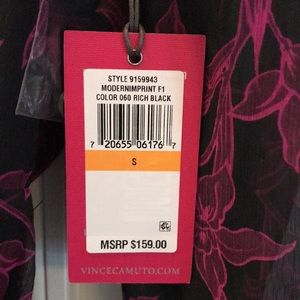 STYLE 9159943
MODERNIMPRINT F1
COLOR 060 RICH BLACK
7 20655 06176 7
S
MSRP $159.00
VINCECAMUTO.COM